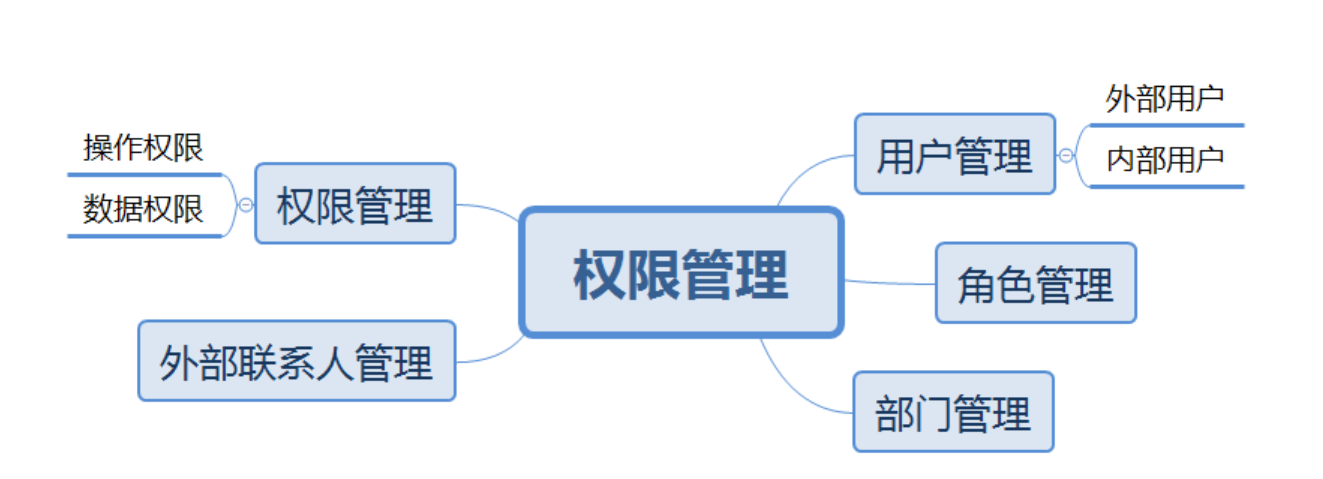 外部用户
操作权限
用户管理
内部用户
数据权限
权限管理
权限管理
角色管理
外部联系人管理
部门管理